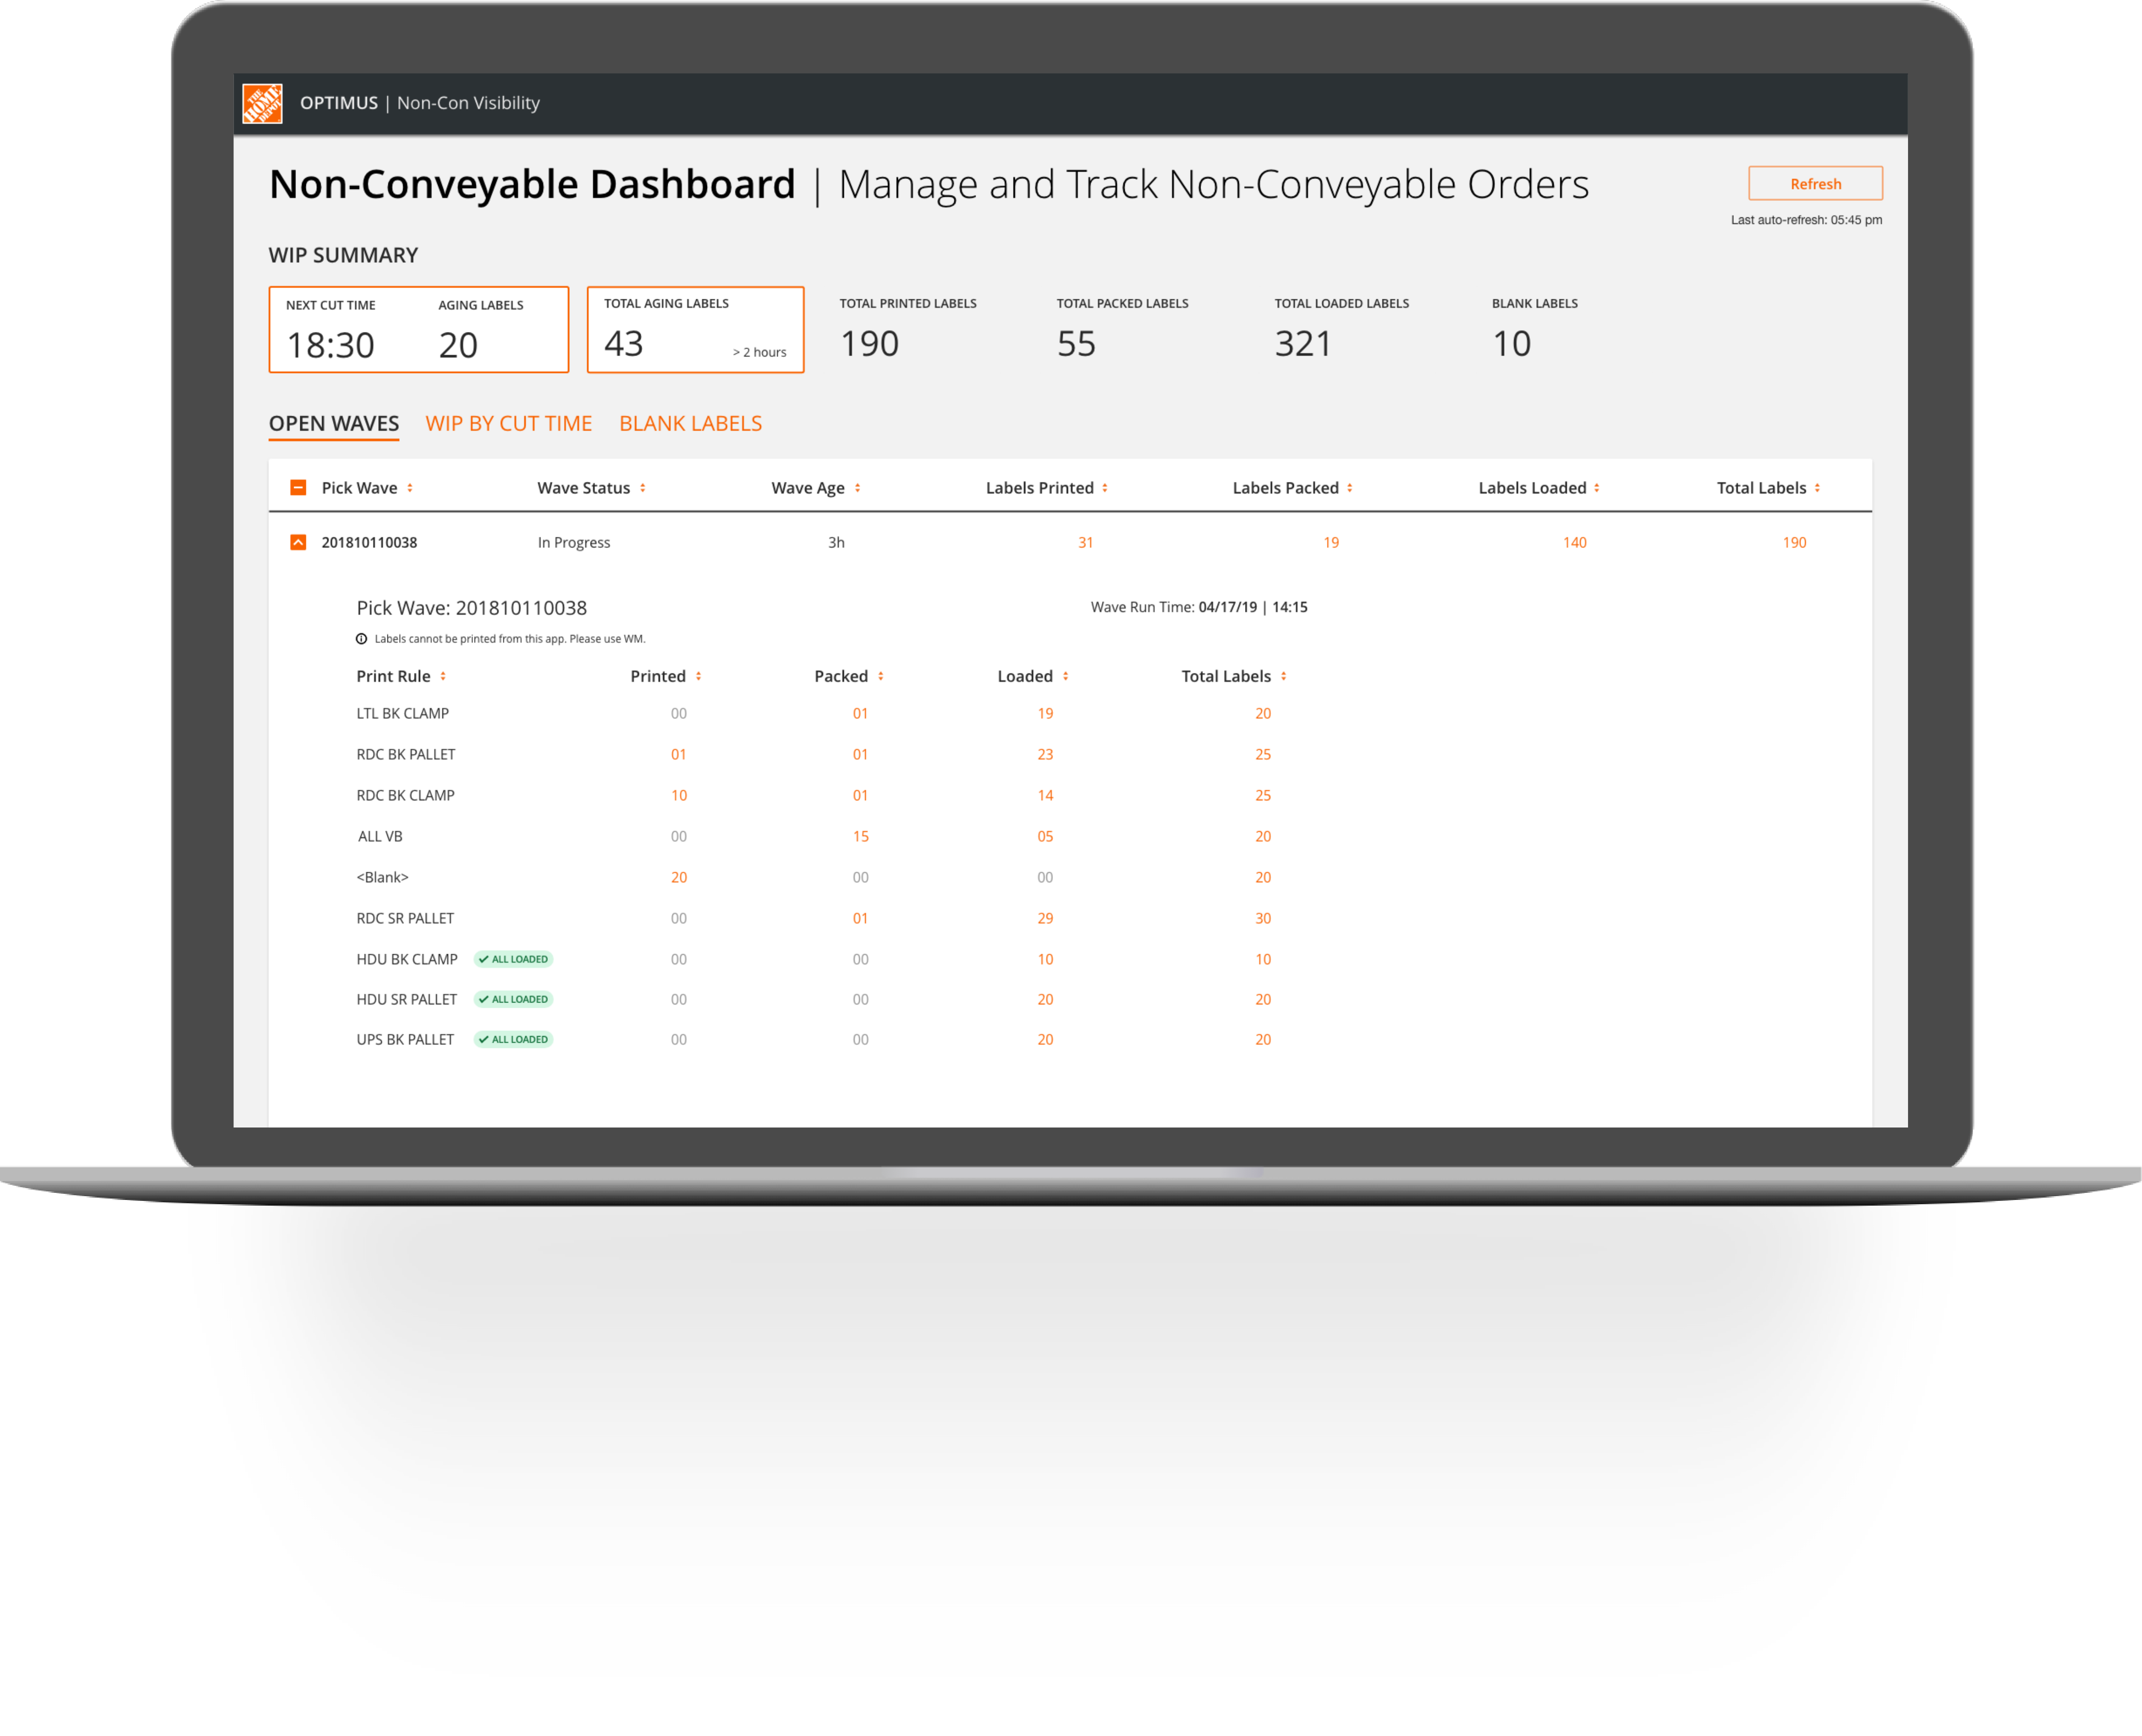 THE HOME DEPOT
OPTIMUS | Non-Con Visibility
Non-Conveyable Dashboard | Manage and Track Non-Conveyable Orders
Refresh
Last auto-refresh: 05:45 pm
WIP SUMMARY
NEXT CUT TIME AGING LABELS TOTAL AGING LABELS TOTAL PRINTED LABELS TOTAL PACKED LABELS TOTAL LOADED LABELS BLANK LABELS
18:30 20 43 > 2 hours 190 55 321 10
OPEN WAVES WIP BY CUT TIME BLANK LABELS
Pick Wave Wave Status Wave Age Labels Printed Labels Packed Labels Loaded Total Labels
201810110038 In Progress 3h 31 19 140 190
Pick Wave: 201810110038 Wave Run Time: 04/17/19 | 14:15
Labels cannot be printed from this app. Please use WM.
Print Rule Printed Packed Loaded Total Labels
LTL BK CLAMP 00 01 19 20
RDC BK PALLET 01 01 23 25
RDC BK CLAMP 10 01 14 25
ALL VB 00 15 05 20
<Blank> 20 00 00 20
RDC SR PALLET 00 01 29 30
HDU BK CLAMP ALL LOADED 00 00 10 10
HDU SR PALLET ALL LOADED 00 00 20 20
UPS BK PALLET ALL LOADED 00 00 20 20